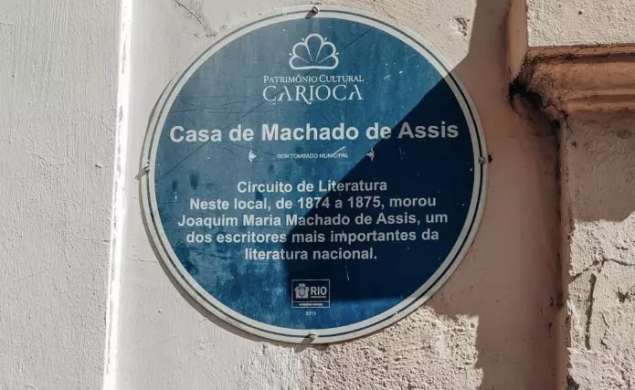 PATRIMÔNIO CULTURAL
CARIOCA
Casa de Machado de Assis
BEM TOMBADO MUNICIPAL
Circuito de Literatura
Neste local, de 1874 a 1875, morou
Joaquim Maria Machado de Assis, um
dos escritores mais importantes da
literatura nacional.
RIO